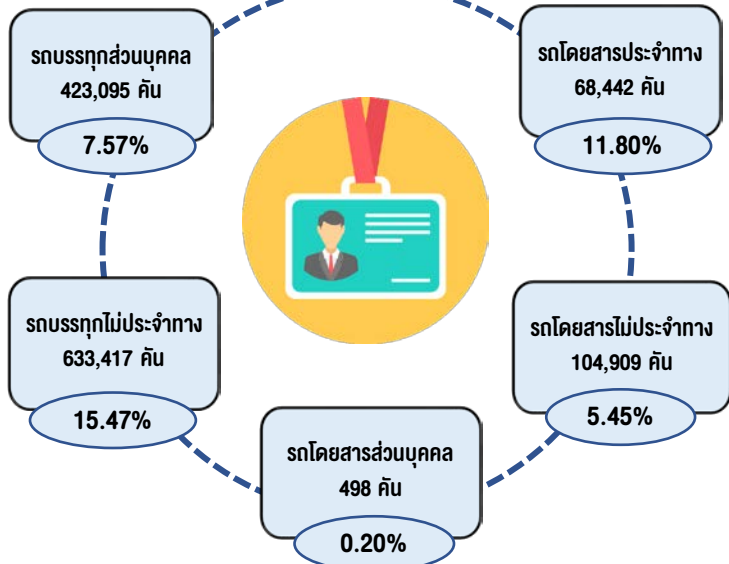 รถบรรทุกส่วนบุคคล
423,095 คัน
7.57%
รถโดยสารประจำทาง
68,442 คัน
11.80%
รถบรรทุกไม่ประจำทาง
633,417 คัน
15.47%
รถโดยสารไม่ประจำทาง
104,909 คัน
5.45%
รถโดยสารส่วนบุคคล
498 คัน
0.20%